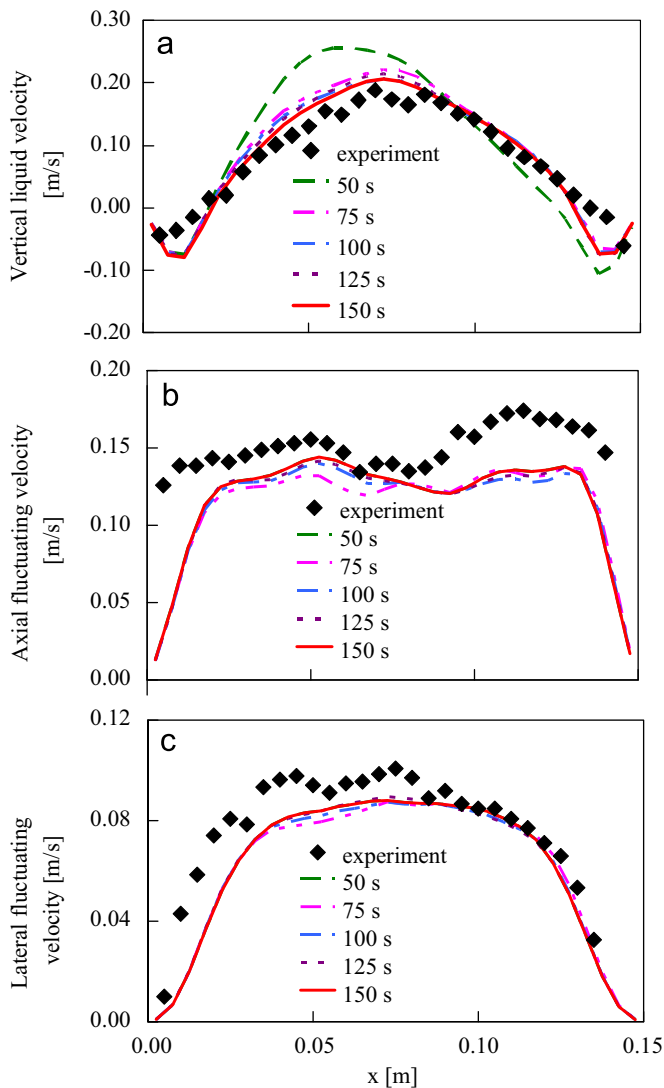 a
0.30
0.20
0.10
0.00
-0.10
-0.20
Vertical liquid velocity
[m/s]
experiment
50 s
75 s
100 s
125 s
150 s
b
0.20
0.15
0.10
0.05
0.00
Axial fluctuating velocity
[m/s]
experiment
50 s
75 s
100 s
125 s
150 s
c
0.12
0.08
0.04
0.00
Lateral fluctuating
velocity [m/s]
experiment
50 s
75 s
100 s
125 s
150 s
0.00
0.05
0.10
0.15
x [m]